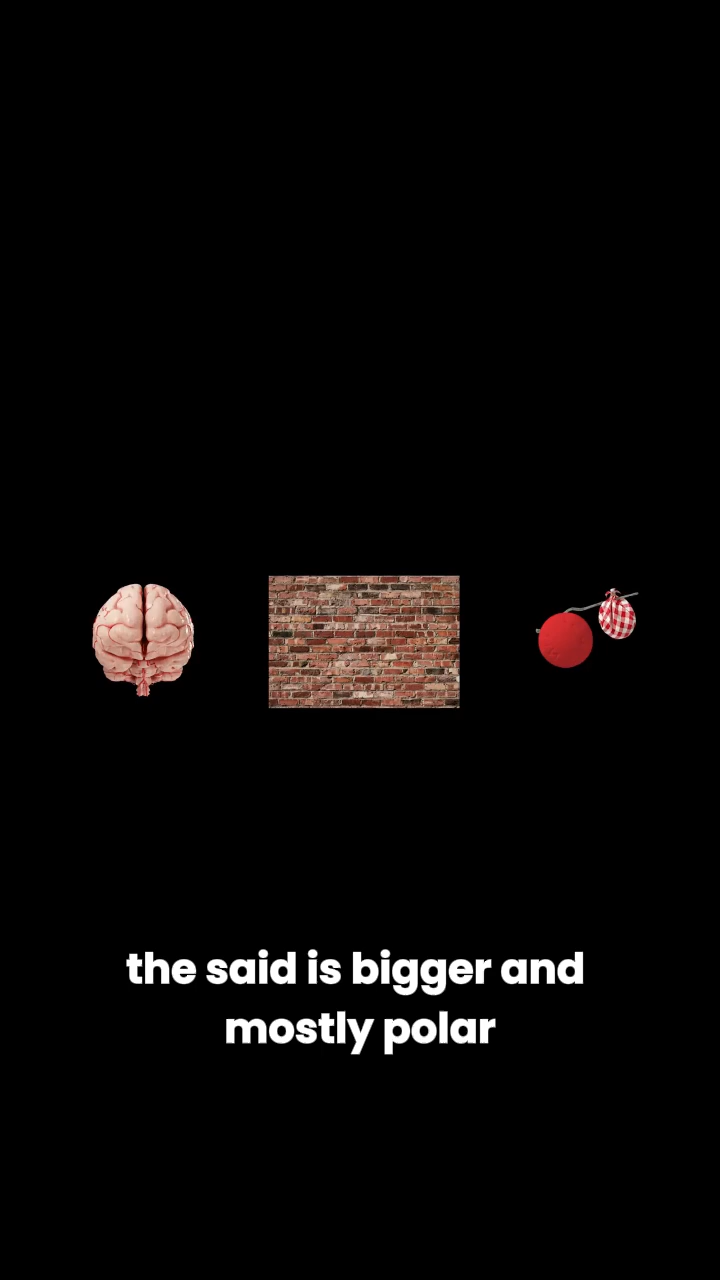 the said is bigger and
mostly polar